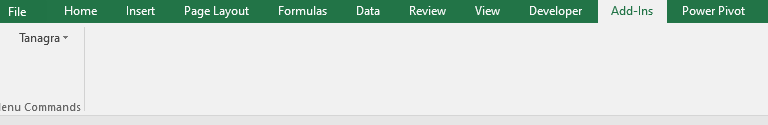 File Home Insert Page Layout Formulas Data Review View Developer Add-Ins Power Pivot
Tanagra
enu Commands